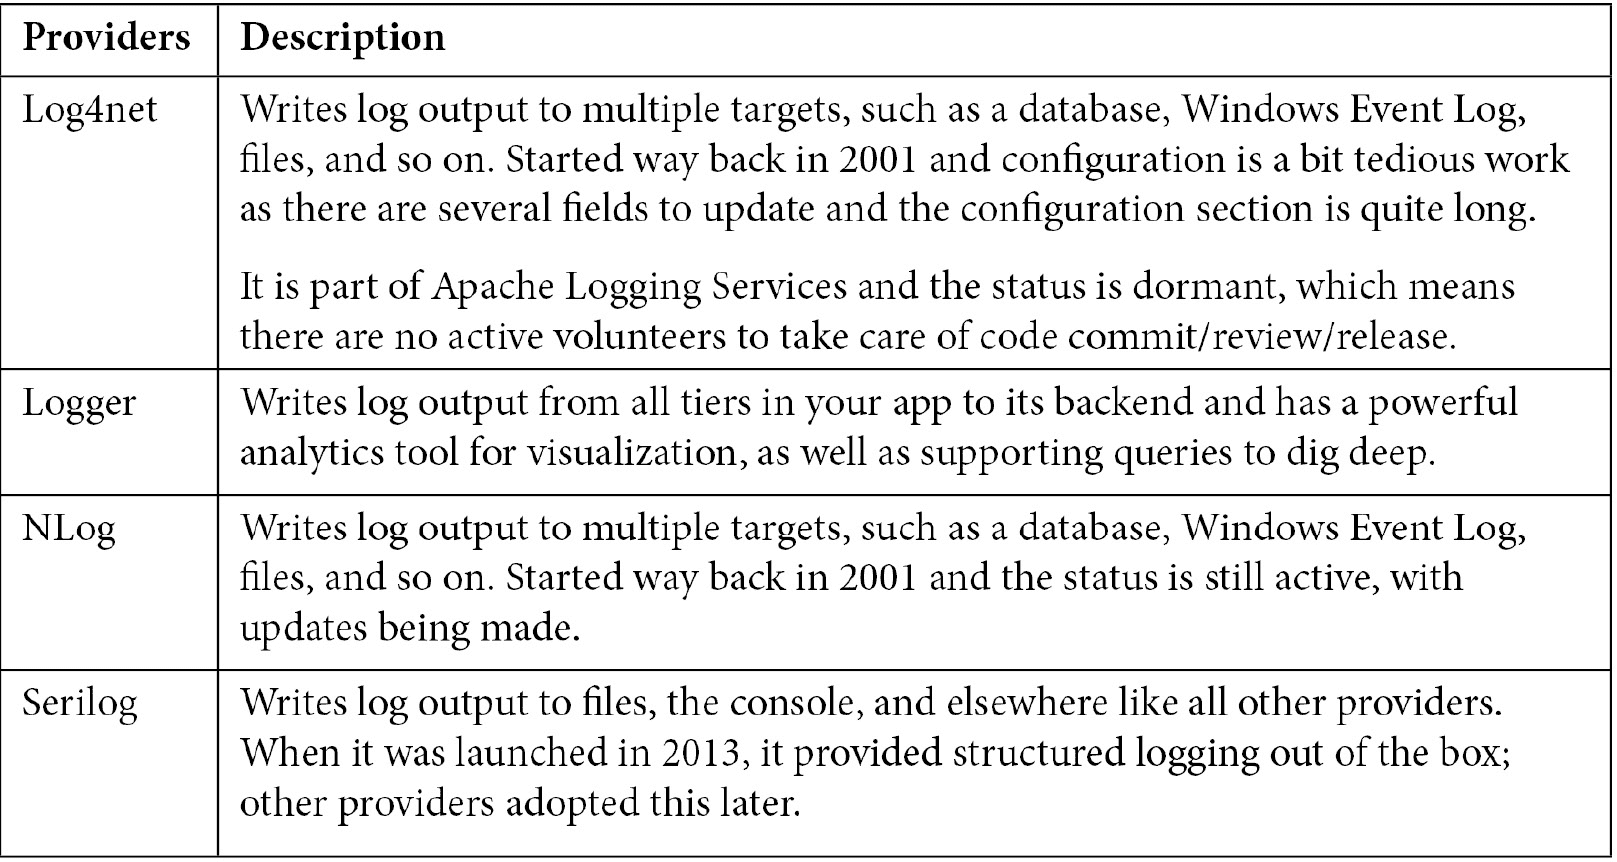 Providers Description
Log4net Writes log output to multiple targets, such as a database, Windows Event Log,
files, and so on. Started way back in 2001 and configuration is a bit tedious work
as there are several fields to update and the configuration section is quite long.
It is part of Apache Logging Services and the status is dormant, which means
there are no active volunteers to take care of code commit/review/release.
Logger Writes log output from all tiers in your app to its backend and has a powerful
analytics tool for visualization, as well as supporting queries to dig deep.
NLog Writes log output to multiple targets, such as a database, Windows Event Log,
files, and so on. Started way back in 2001 and the status is still active, with
updates being made.
Serilog Writes log output to files, the console, and elsewhere like all other providers.
When it was launched in 2013, it provided structured logging out of the box;
other providers adopted this later.